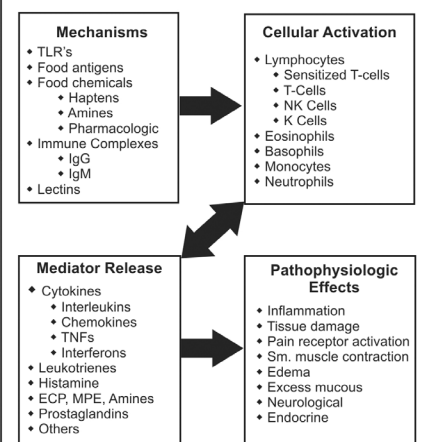 Mechanisms
TLR's
Food antigens
Food chemicals
Haptens
Amines
Pharmacologic
Immune Complexes
IgG
IgM
Lectins
Cellular Activation
Lymphocytes
Sensitized T-cells
T-Cells
NK Cells
K Cells
Eosinophils
Basophils
Monocytes
Neutrophils
Mediator Release
Cytokines
Interleukins
Chemokines
TNFs
Interferons
Leukotrienes
Histamine
ECP, MPE, Amines
Prostaglandins
Others
Pathophysiologic
Effects
Inflammation
Tissue damage
Pain receptor activation
Sm. muscle contraction
Edema
Excess mucous
Neurological
Endocrine